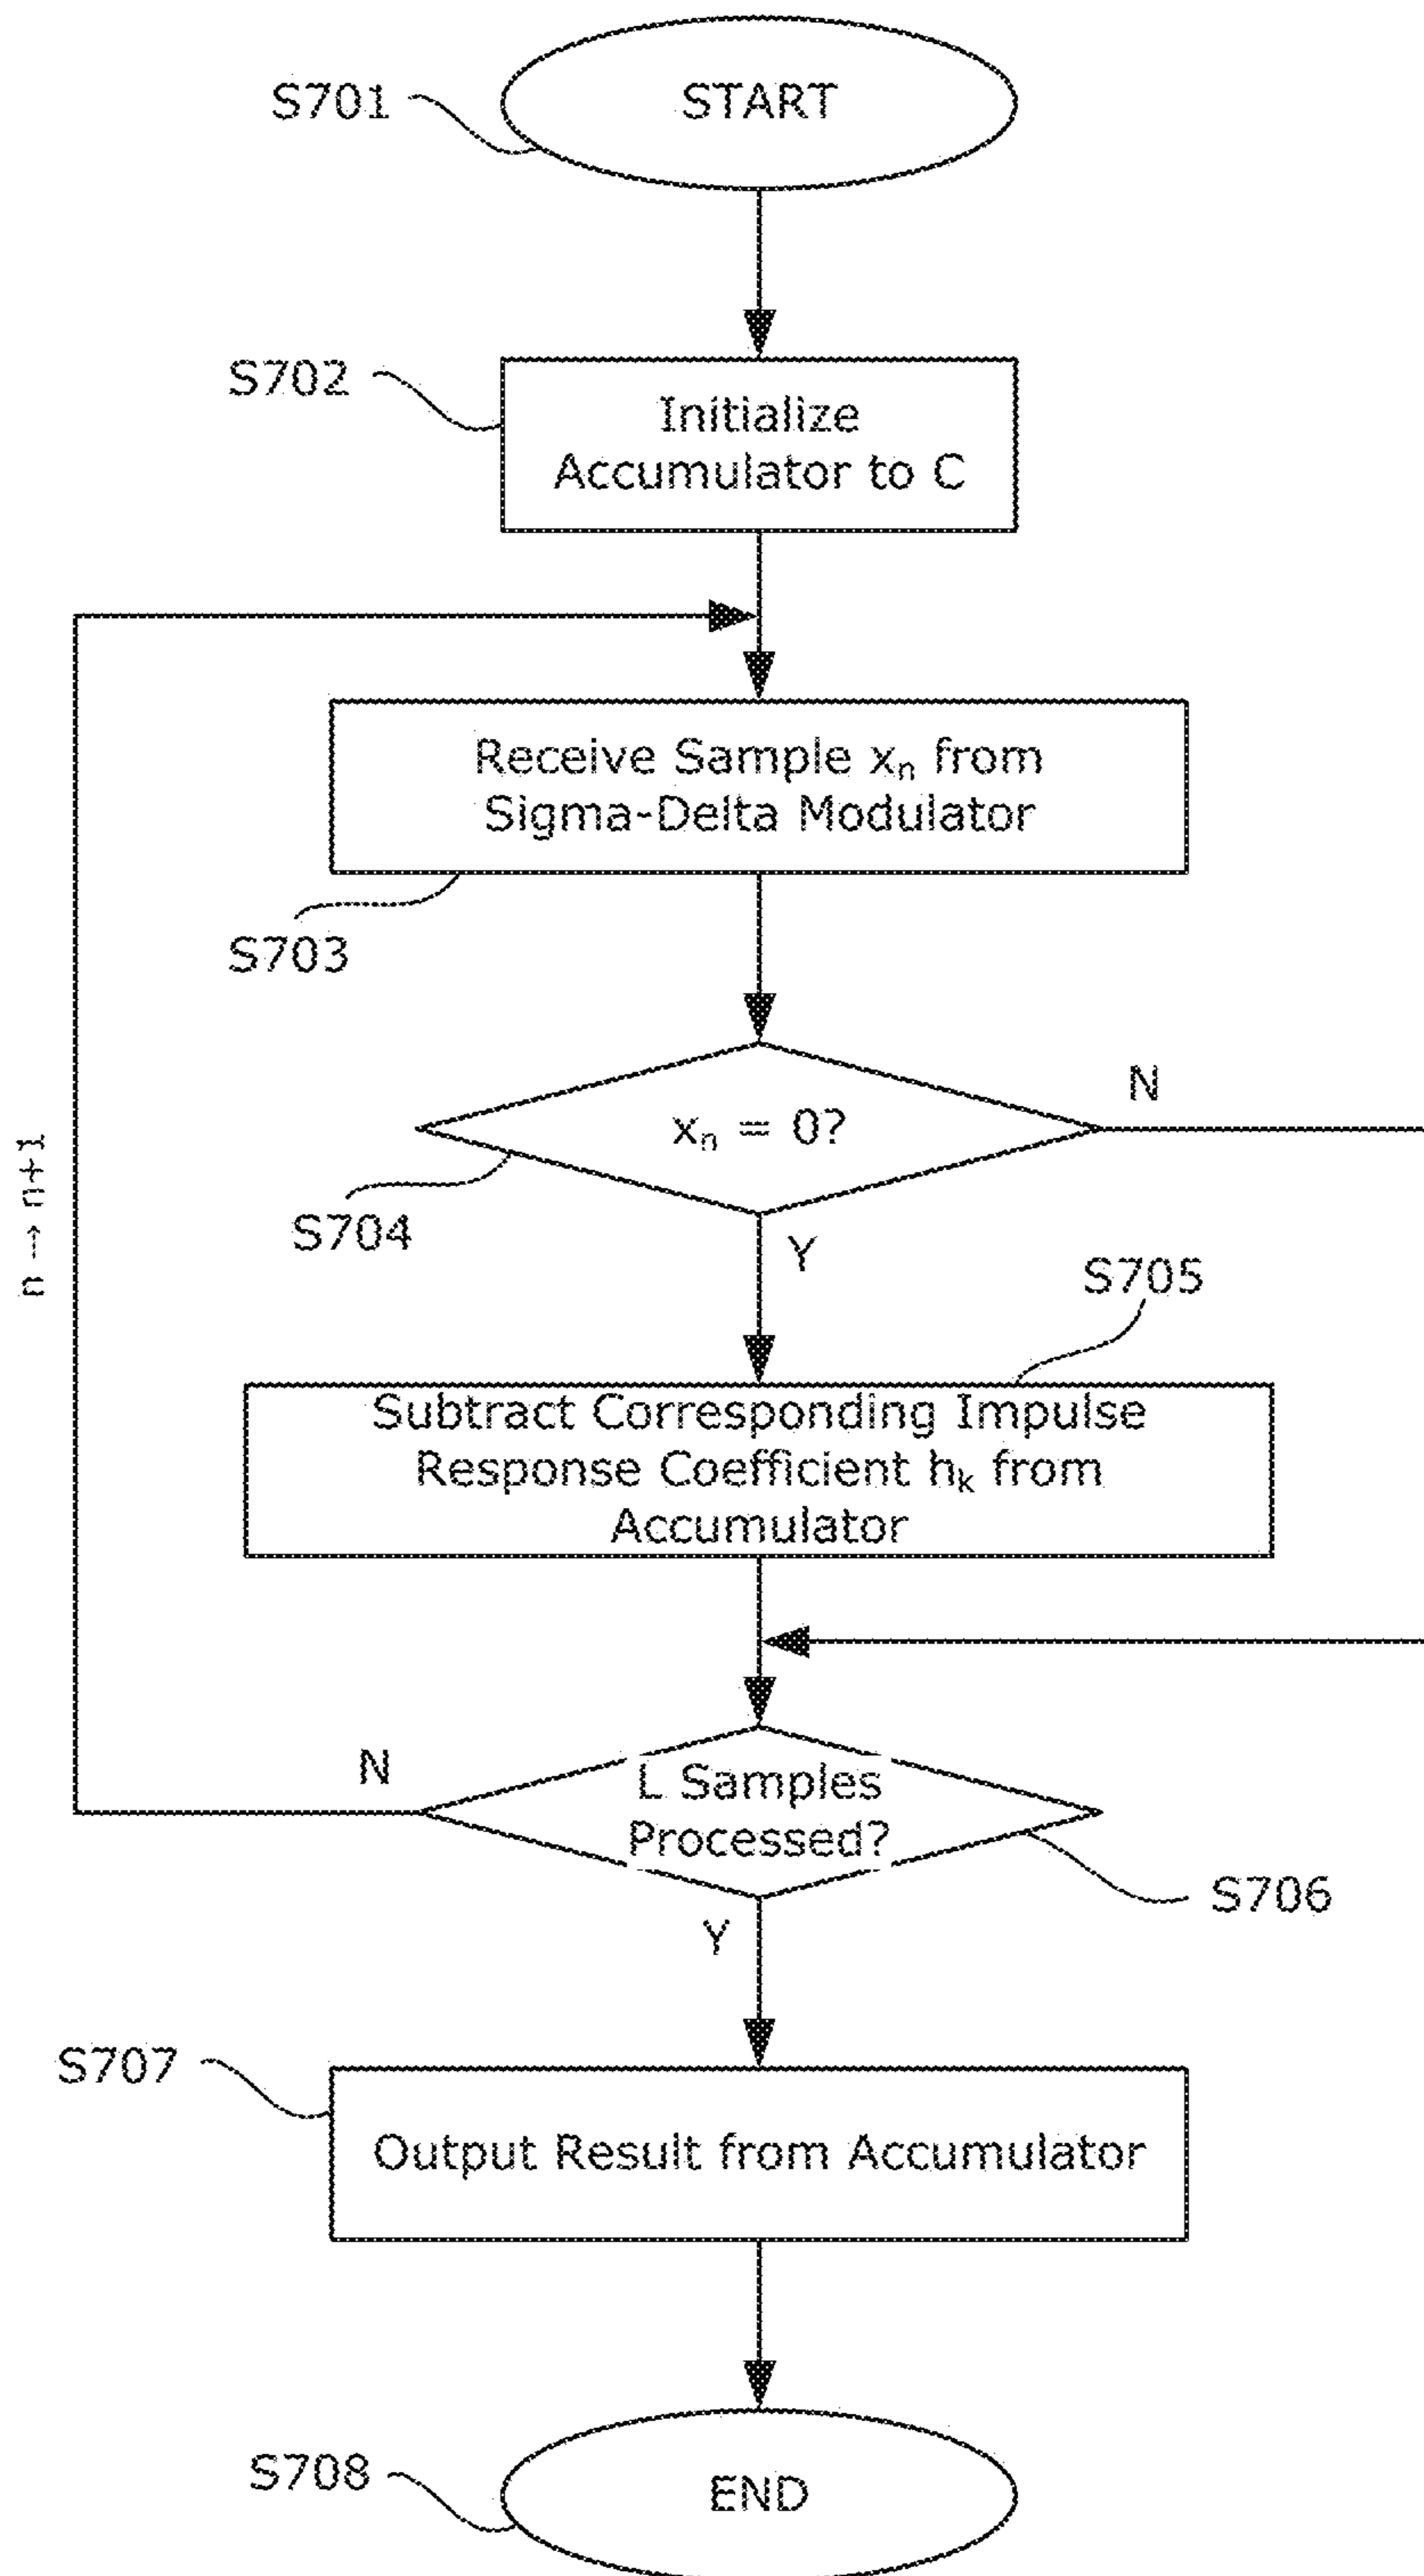 S701
START
S702
Initialize
Accumulator to C
Receive Sample xₙ from
Sigma-Delta Modulator
S703
N
xₙ = 0?
n → n+1
S704
Y
S705
Subtract Corresponding Impulse
Response Coefficient hₖ from
Accumulator
N
L Samples
Processed?
S706
Y
S707
Output Result from Accumulator
S708
END